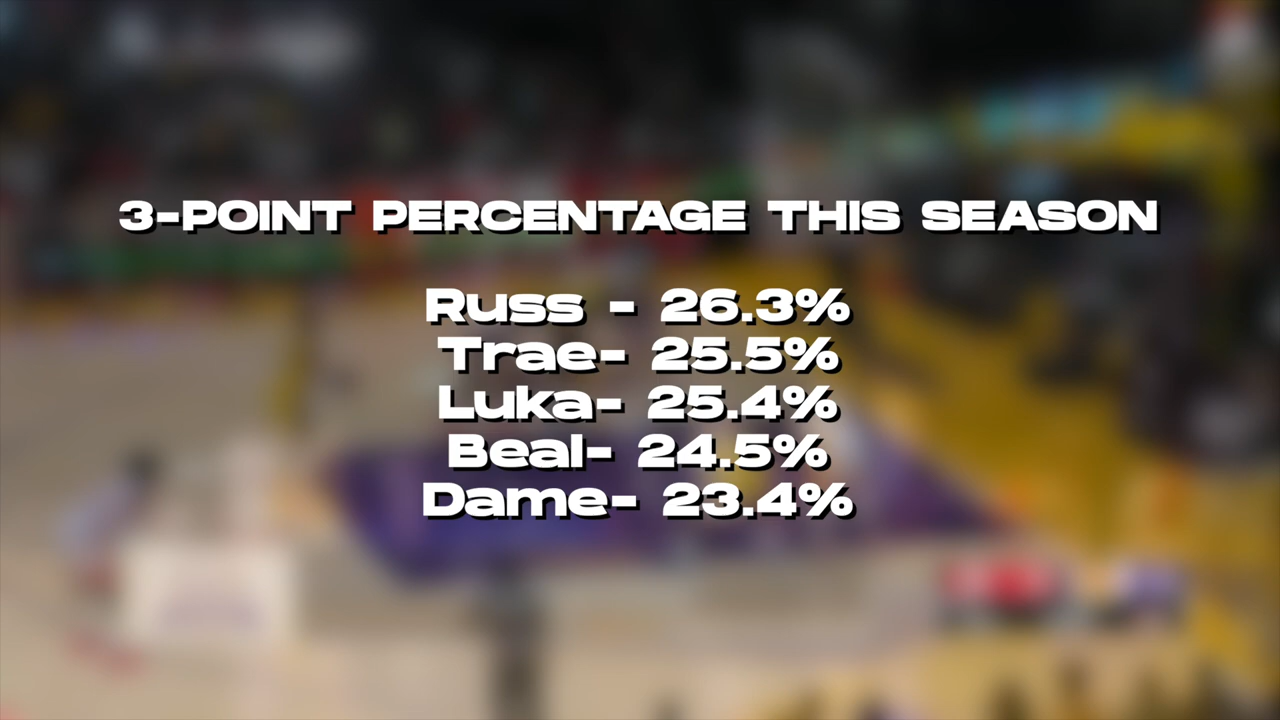 3-POINT PERCENTAGE THIS SEASON
Russ - 26.3%
Trae- 25.5%
Luka- 25.4%
Beal- 24.5%
Dame- 23.4%